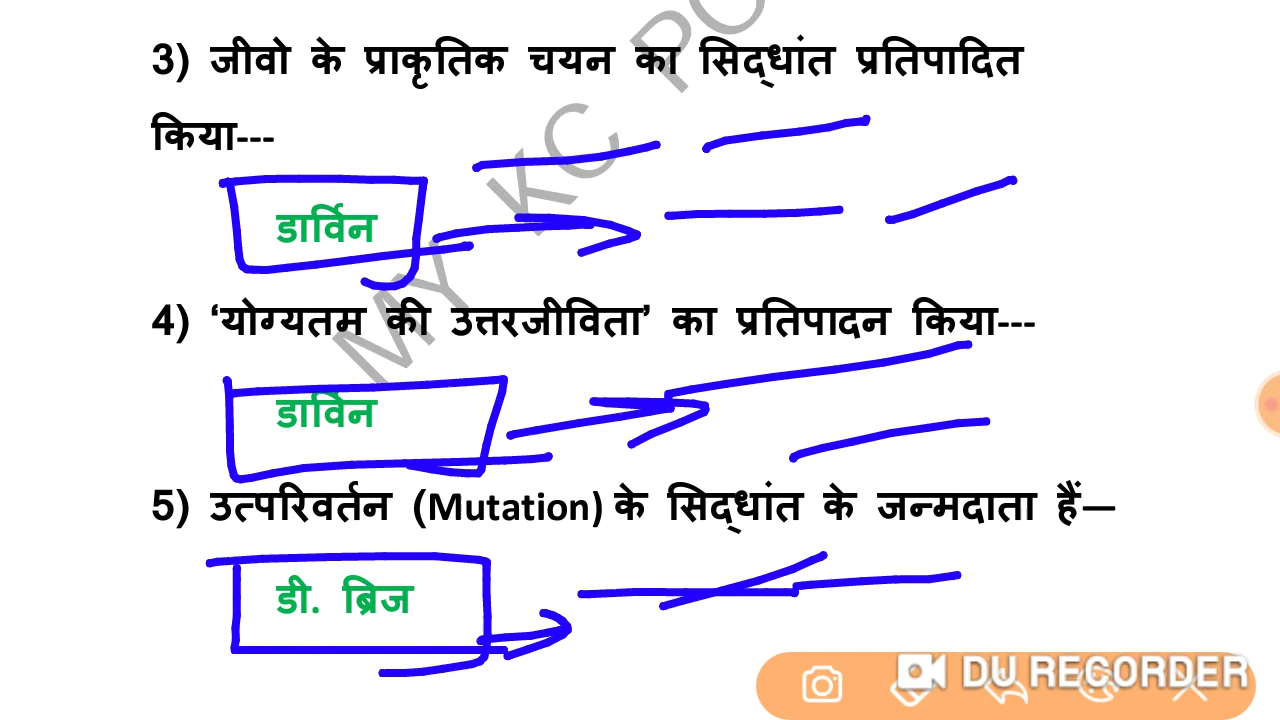 3) जीवो के प्राकृतिक चयन का सिद्धांत प्रतिपादित
किया---
डार्विन
4) ‘योग्यतम की उत्तरजीविता’ का प्रतिपादन किया---
डार्विन
5) उत्परिवर्तन (Mutation) के सिद्धांत के जन्मदाता हैं—
डी. ब्रिज
MY KC PO
DU RECORDER